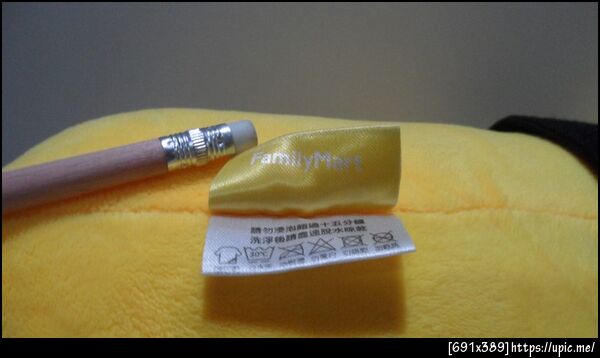 FamilyMart
請勿浸泡超過十五分鐘
洗淨後請盡速脫水晾乾
30°C
[691x389]https://upic.me/